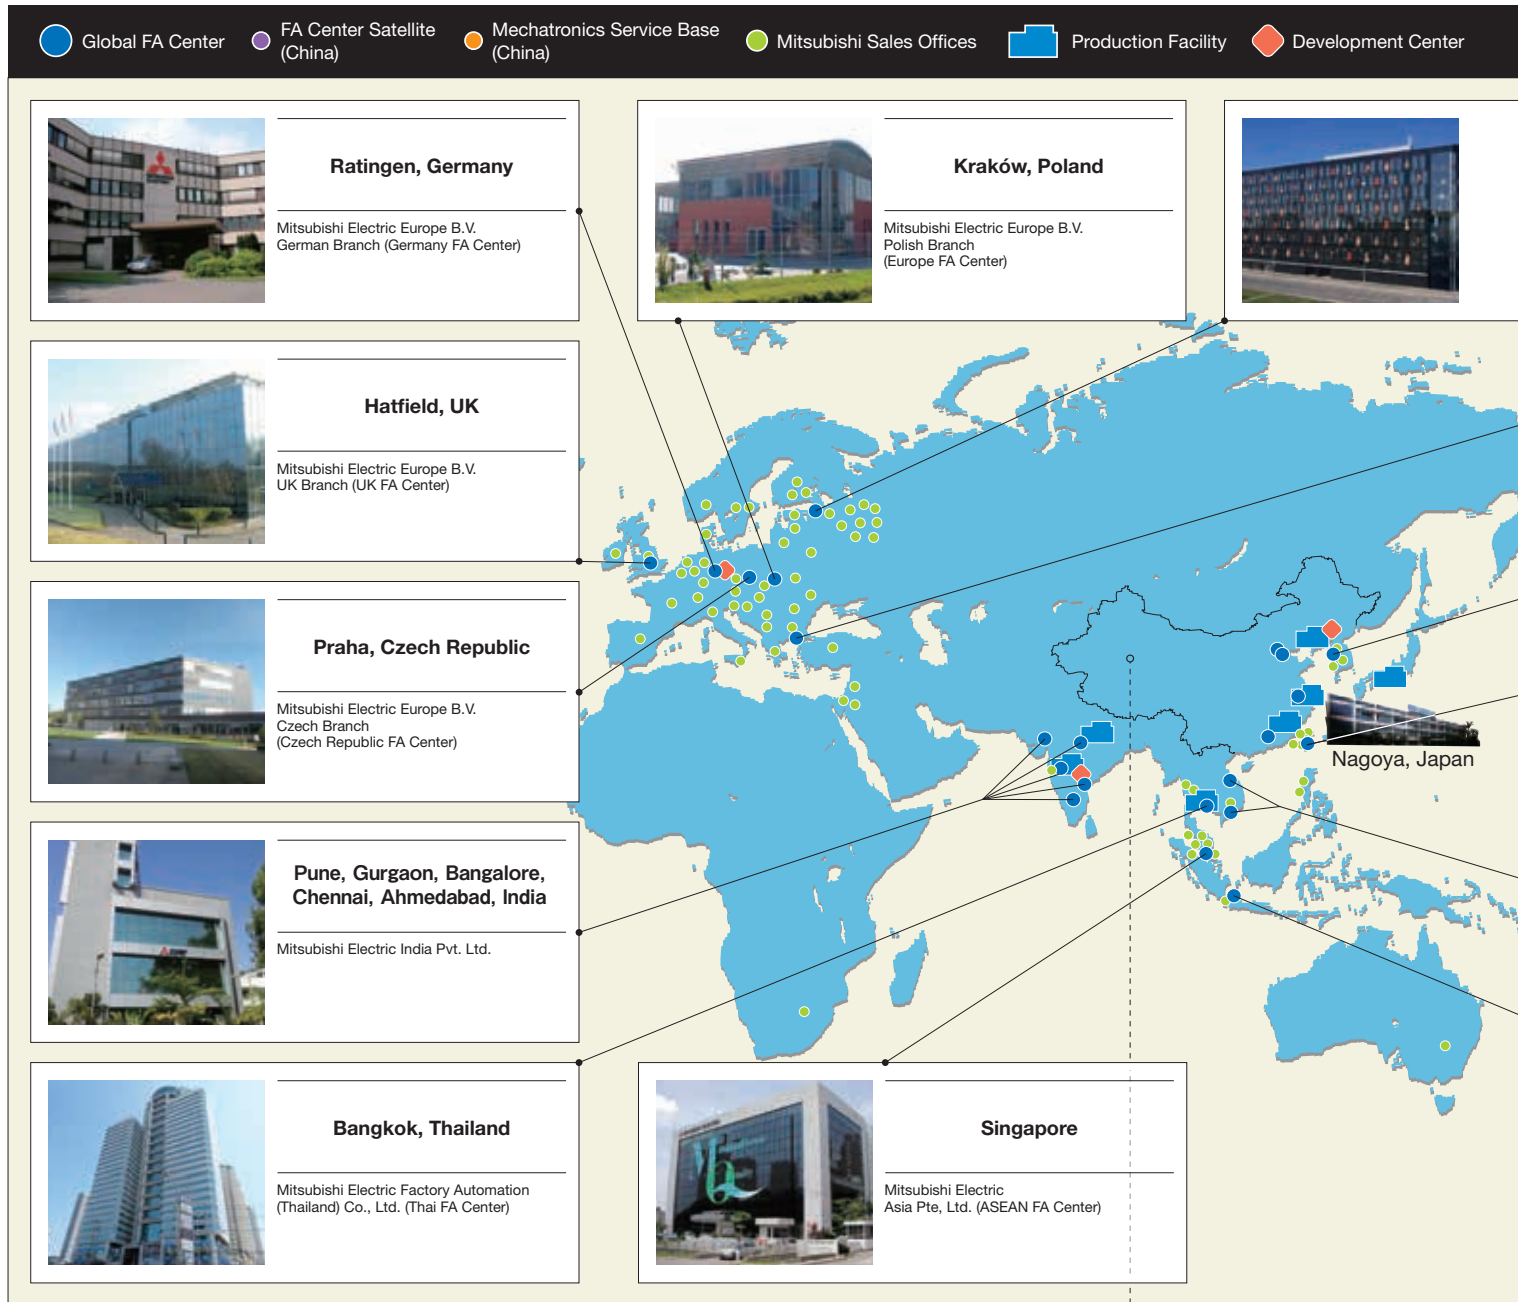 Global FA Center
FA Center Satellite
(China)
Mechatronics Service Base
(China)
Mitsubishi Sales Offices
Production Facility
Development Center
Ratingen, Germany
Mitsubishi Electric Europe B.V.
German Branch (Germany FA Center)
Kraków, Poland
Mitsubishi Electric Europe B.V.
Polish Branch
(Europe FA Center)
Hatfield, UK
Mitsubishi Electric Europe B.V.
UK Branch (UK FA Center)
Praha, Czech Republic
Mitsubishi Electric Europe B.V.
Czech Branch
(Czech Republic FA Center)
Nagoya, Japan
Pune, Gurgaon, Bangalore,
Chennai, Ahmedabad, India
Mitsubishi Electric India Pvt. Ltd.
Bangkok, Thailand
Mitsubishi Electric Factory Automation
(Thailand) Co., Ltd. (Thai FA Center)
Singapore
Mitsubishi Electric
Asia Pte, Ltd. (ASEAN FA Center)